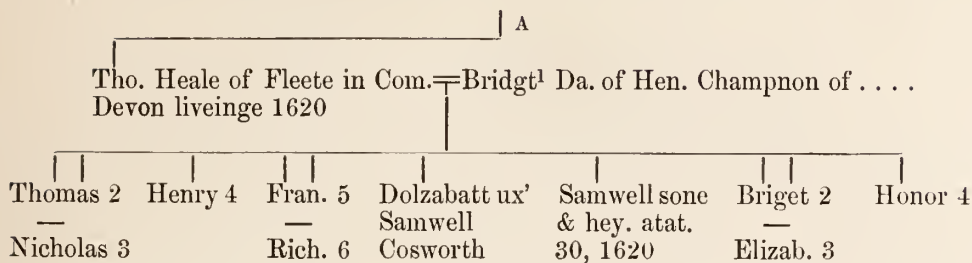 A
Tho. Heale of Fleete in Com.=Bridgt¹ Da. of Hen. Champnon of . . . .
Devon liveinge 1620
Thomas 2 Henry 4 Fran. 5 Dolzabatt ux’ Samwell sone Briget 2 Honor 4
— — Samwell & hey. atat. —
Nicholas 3 Rich. 6 Cosworth 30, 1620 Elizab. 3